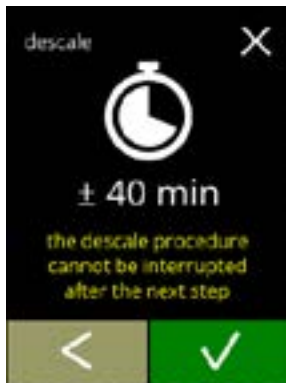 descale
± 40 min
the descale procedure
cannot be interrupted
after the next step